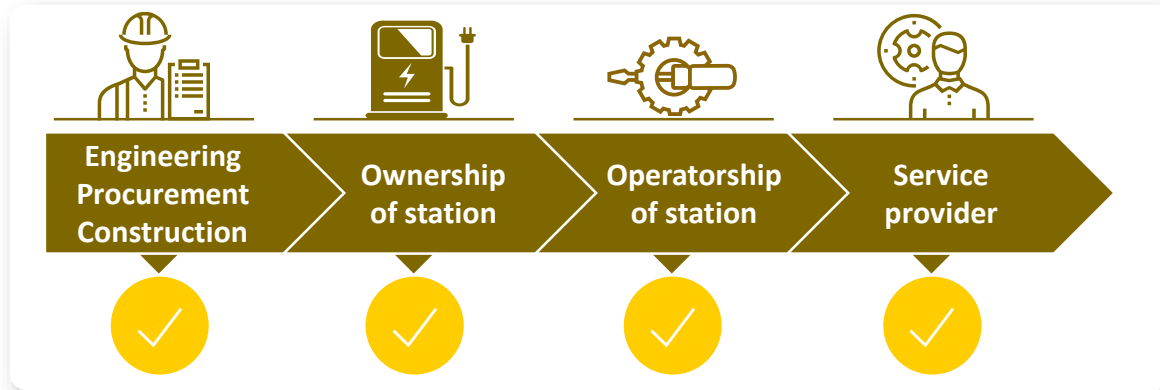 Engineering
Procurement
Construction
Ownership
of station
Operatorship
of station
Service
provider